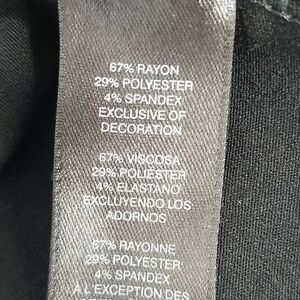 67% RAYON
29% POLYESTER
4% SPANDEX
EXCLUSIVE OF
DECORATION
67% VISCOSA
29% POLIÉSTER
4% ELASTANO
EXCLUYENDO LOS
ADORNOS
67% RAYONNE
29% POLYESTER
4% SPANDEX
A L'EXCEPTION DES